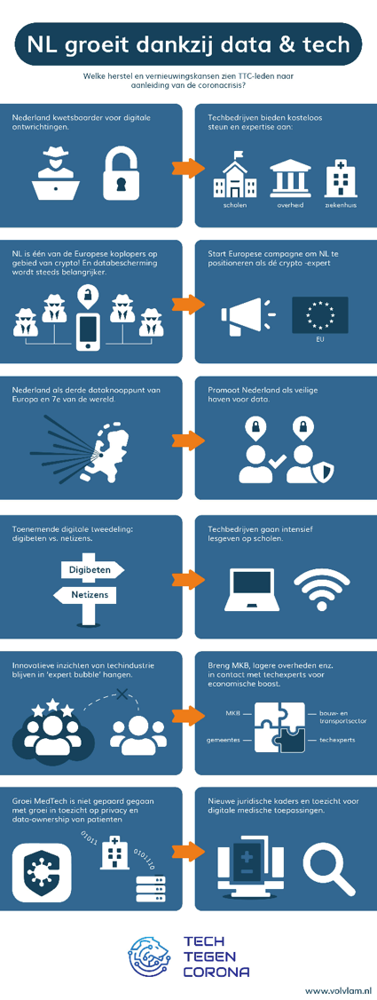 NL groeit dankzij data & tech
Welke herstel en vernieuwingskansen zien TTC-leden naar
aanleiding van de coronacrisis?
Nederland kwetsbaarder voor digitale
ontwrichtingen.
Techbedrijven bieden kosteloos
steun en expertise aan:
scholen
overheid
ziekenhuis
NL is één van de Europese koplopers op
gebied van crypto! En databescherming
wordt steeds belangrijker.
Start Europese campagne om NL te
positioneren als dé crypto -expert
EU
Nederland als derde dataknooppunt van
Europa en 7e van de wereld.
Promoot Nederland als veilige
haven voor data.
Toenemende digitale tweedeling:
digibeten vs. netizens.
Digibeten
Netizens
Techbedrijven gaan intensief
lesgeven op scholen.
Innovatieve inzichten van techindustrie
blijven in 'expert bubble' hangen.
Breng MKB, lagere overheden enz.
in contact met techexperts voor
economische boost.
MKB
bouw- en
transportsector
gemeentes
techexperts
Groei MedTech is niet gepaard gegaan
met groei in toezicht op privacy en
data-ownership van patienten
01011
0101110
Nieuwe juridische kaders en toezicht voor
digitale medische toepassingen.
TECH
TEGEN
CORONA
www.volvlam.nl